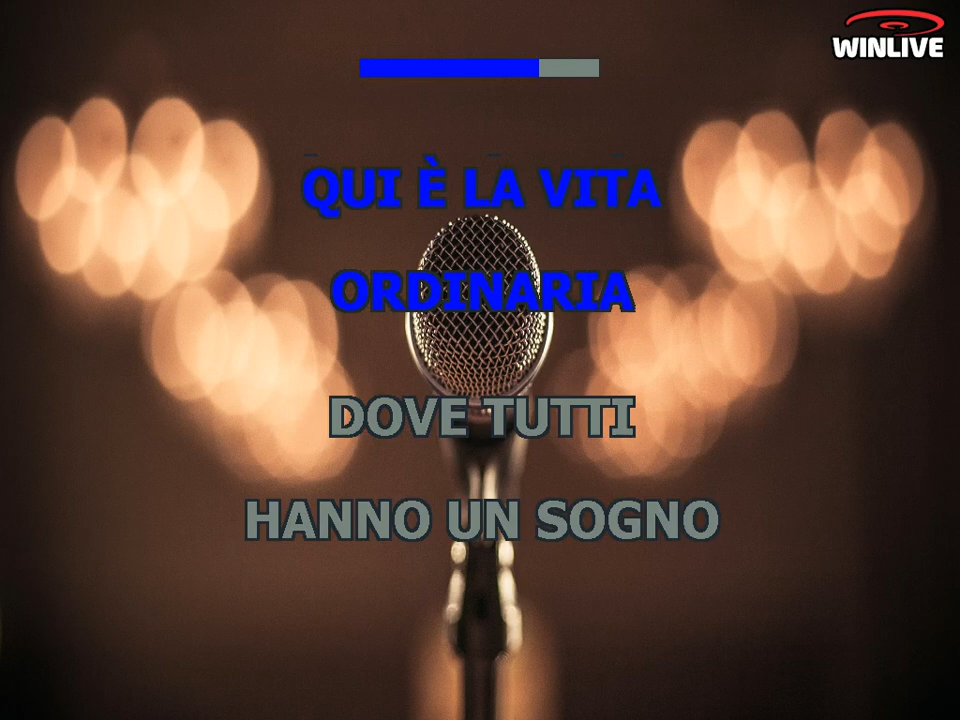 WINLIVE
QUI È LA VITA
ORDINARIA
DOVE TUTTI
HANNO UN SOGNO